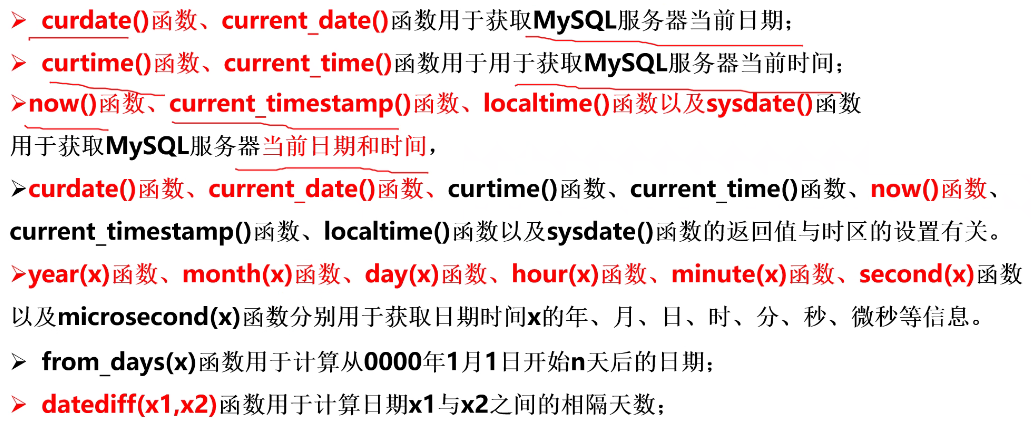 ➢ curdate()函数、current_date()函数用于获取MySQL服务器当前日期；
➢ curtime()函数、current_time()函数用于用于获取MySQL服务器当前时间；
➢now()函数、current_timestamp()函数、localtime()函数以及sysdate()函数
用于获取MySQL服务器当前日期和时间，
➢curdate()函数、current_date()函数、curtime()函数、current_time()函数、now()函数、
current_timestamp()函数、localtime()函数以及sysdate()函数的返回值与时区的设置有关。
➢year(x)函数、month(x)函数、day(x)函数、hour(x)函数、minute(x)函数、second(x)函数
以及microsecond(x)函数分别用于获取日期时间x的年、月、日、时、分、秒、微秒等信息。
➢ from_days(x)函数用于计算从0000年1月1日开始n天后的日期；
➢ datediff(x1,x2)函数用于计算日期x1与x2之间的相隔天数；